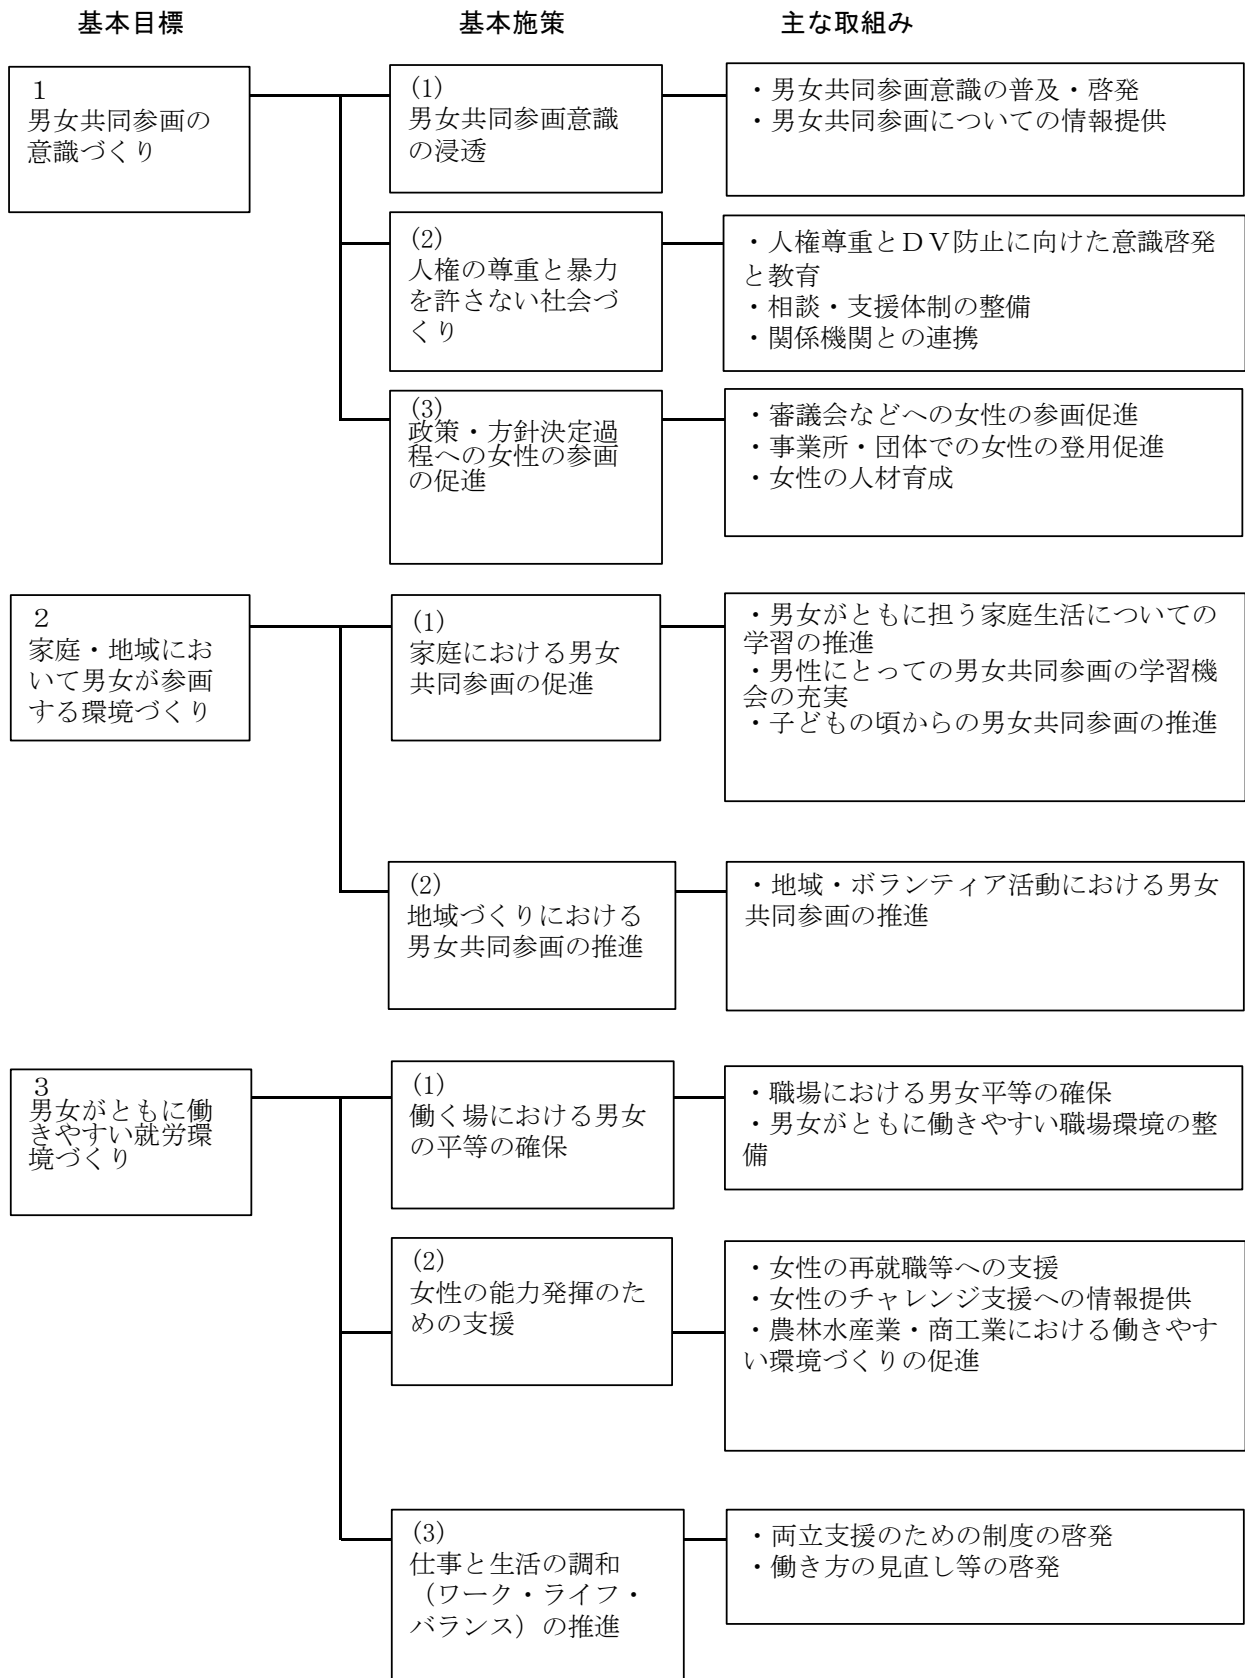 基本目標
基本施策
主な取組み
1
男女共同参画の
意識づくり
(1)
男女共同参画意識
の浸透
・男女共同参画意識の普及・啓発
・男女共同参画についての情報提供
(2)
人権の尊重と暴力
を許さない社会づ
くり
・人権尊重とＤＶ防止に向けた意識啓発
と教育
・相談・支援体制の整備
・関係機関との連携
(3)
政策・方針決定過
程への女性の参画
の促進
・審議会などへの女性の参画促進
・事業所・団体での女性の登用促進
・女性の人材育成
2
家庭・地域にお
いて男女が参画
する環境づくり
(1)
家庭における男女
共同参画の促進
・男女がともに担う家庭生活についての
学習の推進
・男性にとっての男女共同参画の学習機
会の充実
・子どもの頃からの男女共同参画の推進
(2)
地域づくりにおける
男女共同参画の推進
・地域・ボランティア活動における男女
共同参画の推進
3
男女がともに働
きやすい就労環
境づくり
(1)
働く場における男女
の平等の確保
・職場における男女平等の確保
・男女がともに働きやすい職場環境の整
備
(2)
女性の能力発揮のた
めの支援
・女性の再就職等への支援
・女性のチャレンジ支援への情報提供
・農林水産業・商工業における働きやす
い環境づくりの促進
(3)
仕事と生活の調和
（ワーク・ライフ・
バランス）の推進
・両立支援のための制度の啓発
・働き方の見直し等の啓発